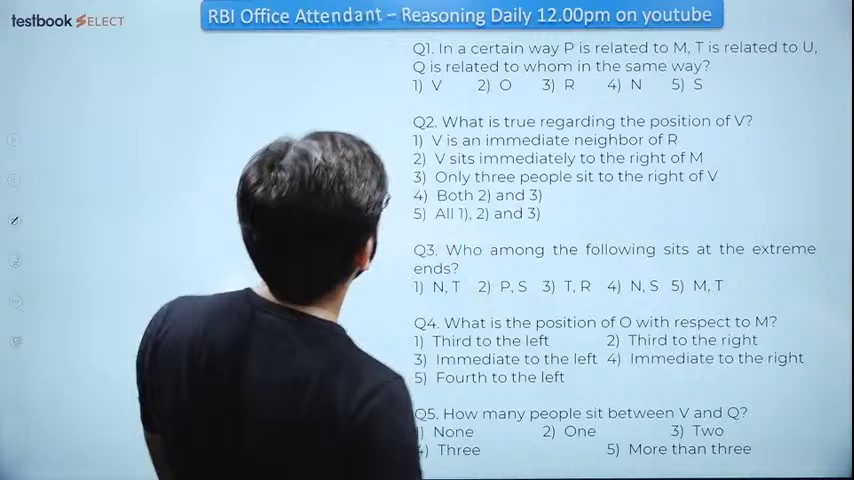 testbook SELECT
RBI Office Attendant – Reasoning Daily 12.00pm on youtube
Q1. In a certain way P is related to M, T is related to U,
Q is related to whom in the same way?
1) V 2) O 3) R 4) N 5) S
Q2. What is true regarding the position of V?
1) V is an immediate neighbor of R
2) V sits immediately to the right of M
3) Only three people sit to the right of V
4) Both 2) and 3)
5) All 1), 2) and 3)
Q3. Who among the following sits at the extreme
ends?
1) N, T 2) P, S 3) T, R 4) N, S 5) M, T
Q4. What is the position of O with respect to M?
1) Third to the left 2) Third to the right
3) Immediate to the left 4) Immediate to the right
5) Fourth to the left
Q5. How many people sit between V and Q?
) None 2) One 3) Two
4) Three 5) More than three